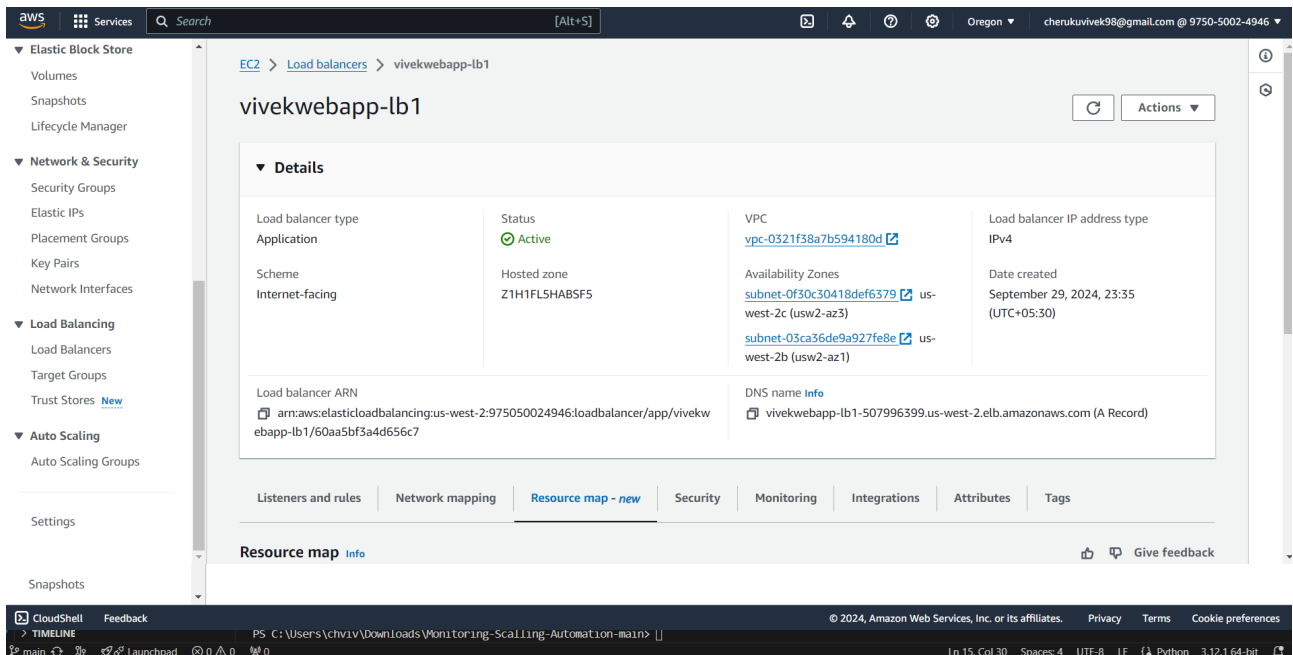 aws Services Search [Alt+S] Oregon ▼ cherukuvivek98@gmail.com @ 9750-5002-4946 ▼
▼ Elastic Block Store
Volumes
Snapshots
Lifecycle Manager
▼ Network & Security
Security Groups
Elastic IPs
Placement Groups
Key Pairs
Network Interfaces
▼ Load Balancing
Load Balancers
Target Groups
Trust Stores New
▼ Auto Scaling
Auto Scaling Groups
Settings
Snapshots
EC2 > Load balancers > vivekwebapp-lb1
vivekwebapp-lb1
Actions ▼
▼ Details
Load balancer type
Application
Status
Active
VPC
vpc-0321f38a7b594180d
Load balancer IP address type
IPv4
Scheme
Internet-facing
Hosted zone
Z1H1FL5HABSF5
Availability Zones
subnet-0f30c30418def6379 us-
west-2c (usw2-az3)
subnet-03ca36de9a927fe8e us-
west-2b (usw2-az1)
Date created
September 29, 2024, 23:35
(UTC+05:30)
Load balancer ARN
arn:aws:elasticloadbalancing:us-west-2:975050024946:loadbalancer/app/vivekw
ebapp-lb1/60aa5bf3a4d656c7
DNS name Info
vivekwebapp-lb1-507996399.us-west-2.elb.amazonaws.com (A Record)
Listeners and rules Network mapping Resource map - new Security Monitoring Integrations Attributes Tags
Resource map Info Give feedback
CloudShell Feedback © 2024, Amazon Web Services, Inc. or its affiliates. Privacy Terms Cookie preferences
> TIMELINE PS C:\Users\chviv\Downloads\Monitoring-Scalling-Automation-main>
main Launchpad 0 0 0 Ln 15, Col 30 Spaces: 4 UTF-8 LF Python 3.12.1 64-bit